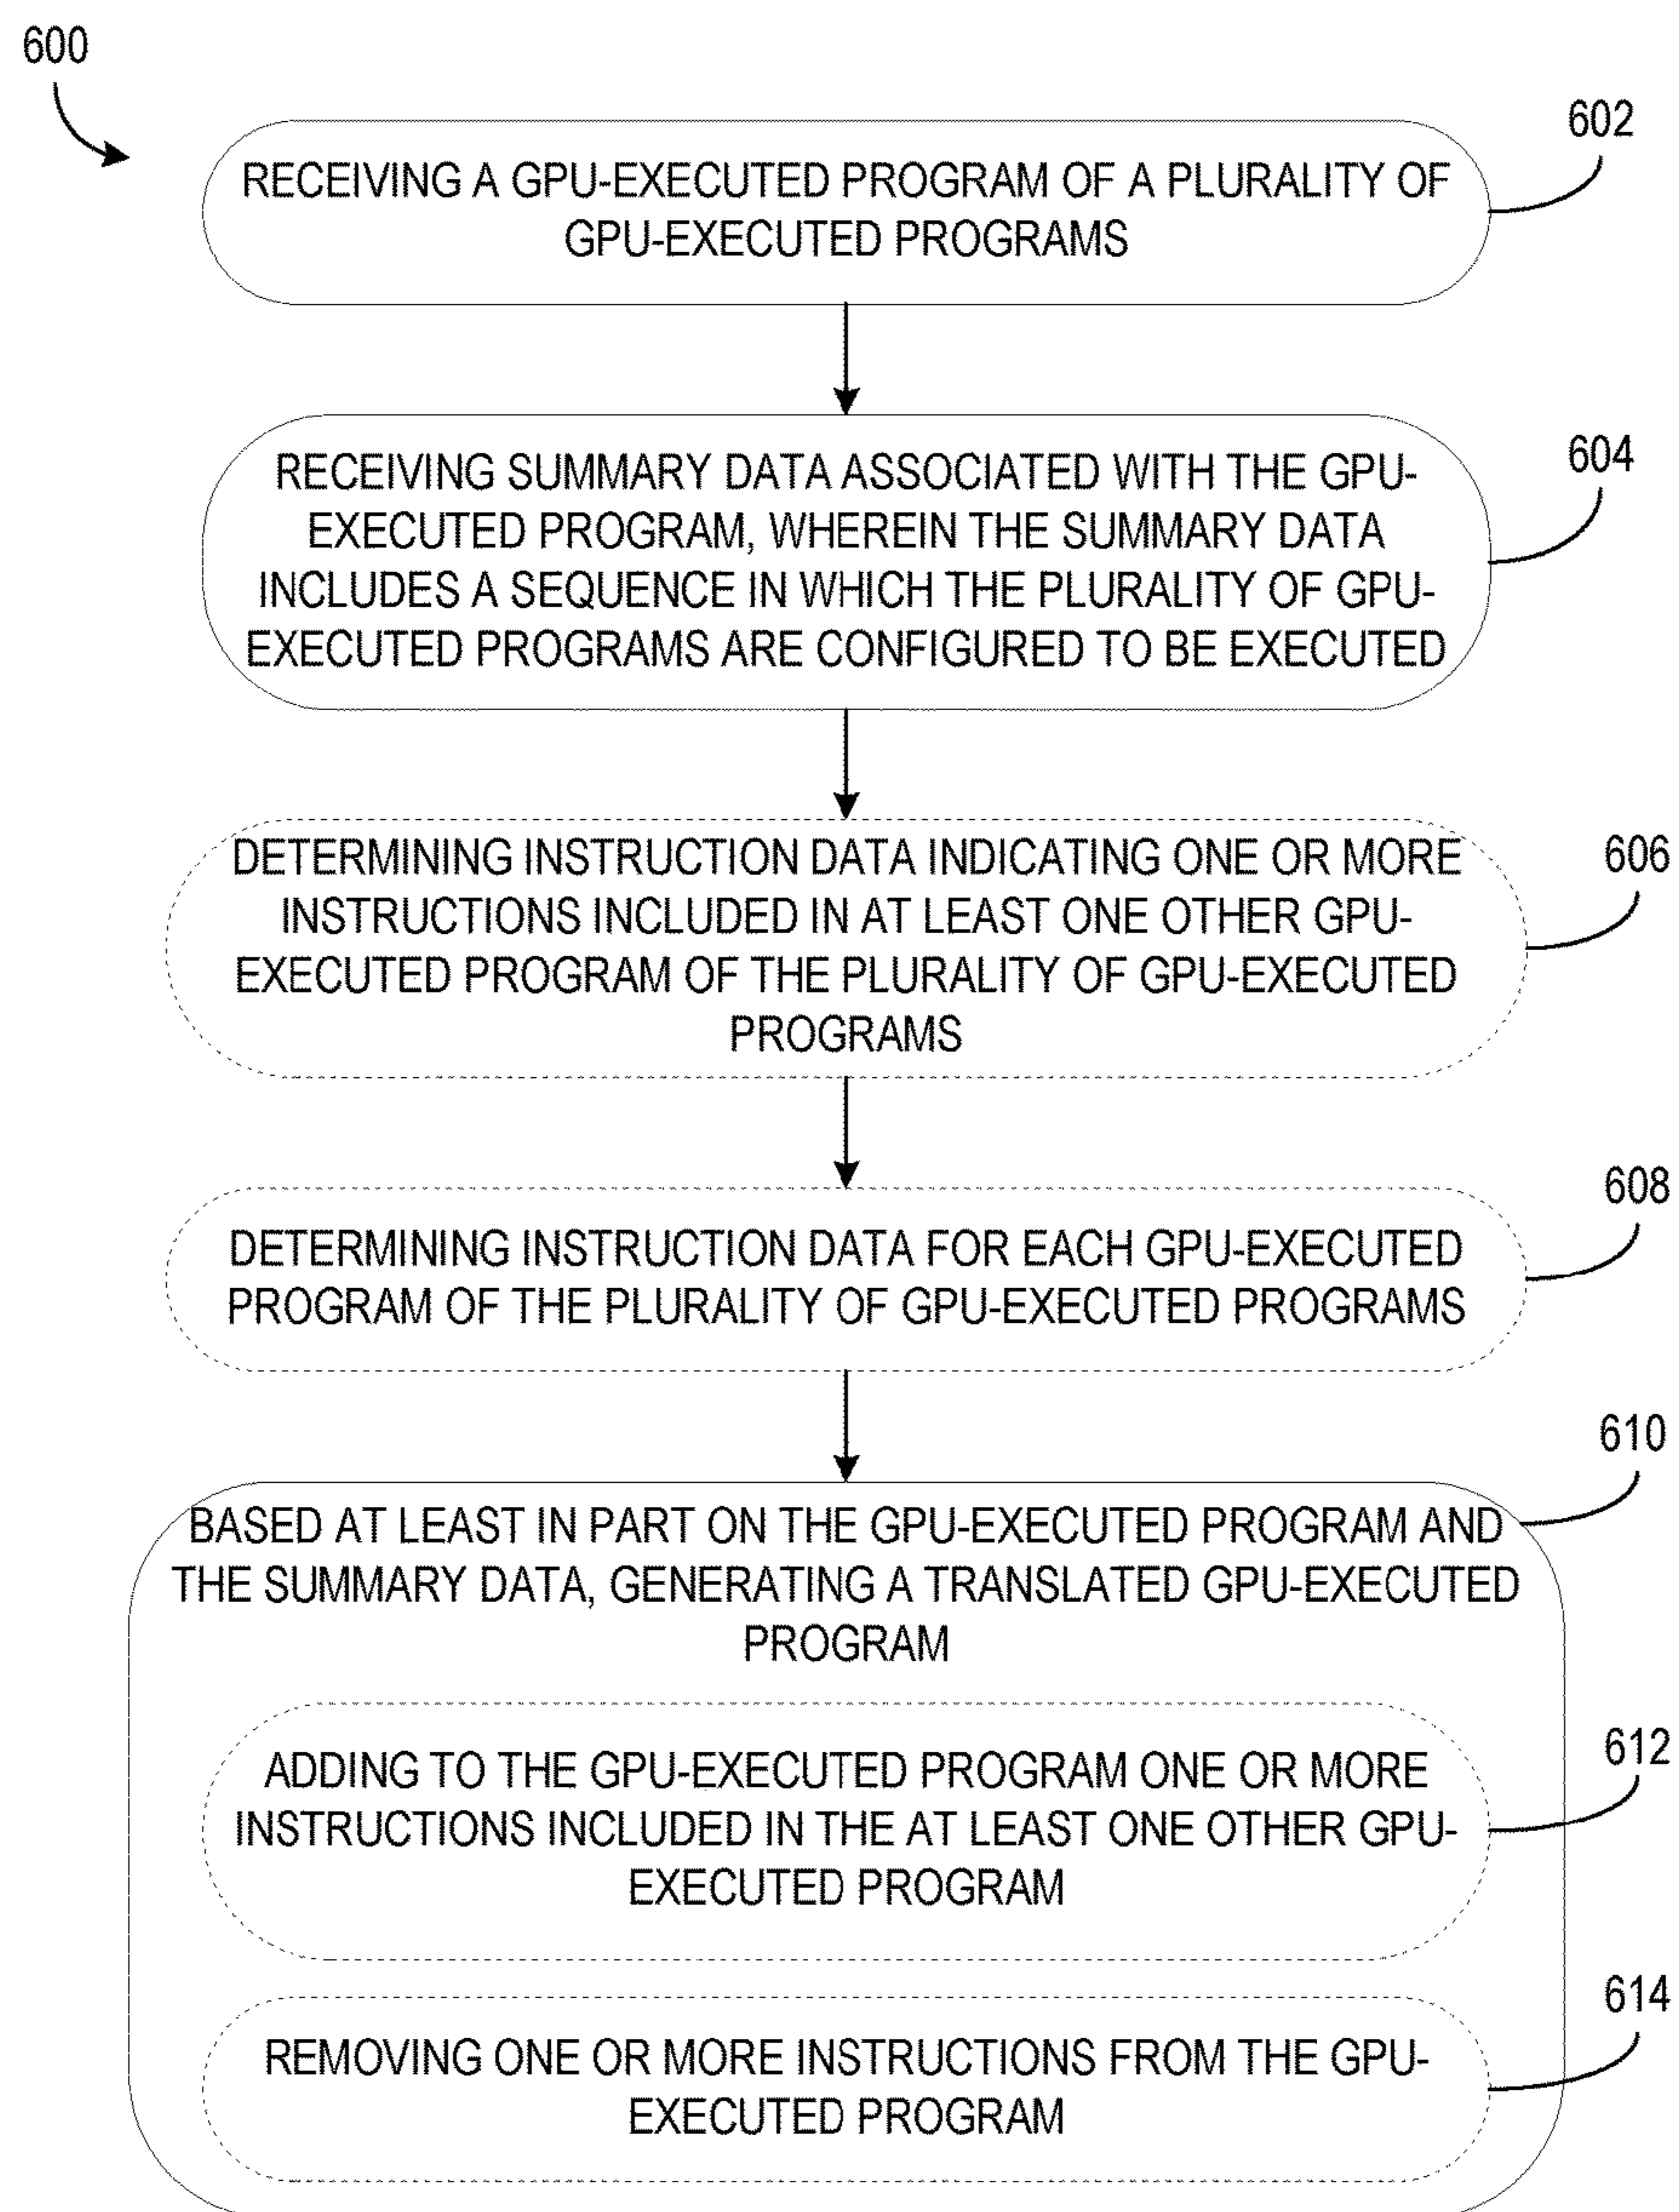 600
602
RECEIVING A GPU-EXECUTED PROGRAM OF A PLURALITY OF
GPU-EXECUTED PROGRAMS
604
RECEIVING SUMMARY DATA ASSOCIATED WITH THE GPU-
EXECUTED PROGRAM, WHEREIN THE SUMMARY DATA
INCLUDES A SEQUENCE IN WHICH THE PLURALITY OF GPU-
EXECUTED PROGRAMS ARE CONFIGURED TO BE EXECUTED
606
DETERMINING INSTRUCTION DATA INDICATING ONE OR MORE
INSTRUCTIONS INCLUDED IN AT LEAST ONE OTHER GPU-
EXECUTED PROGRAM OF THE PLURALITY OF GPU-EXECUTED
PROGRAMS
608
DETERMINING INSTRUCTION DATA FOR EACH GPU-EXECUTED
PROGRAM OF THE PLURALITY OF GPU-EXECUTED PROGRAMS
610
BASED AT LEAST IN PART ON THE GPU-EXECUTED PROGRAM AND
THE SUMMARY DATA, GENERATING A TRANSLATED GPU-EXECUTED
PROGRAM
612
ADDING TO THE GPU-EXECUTED PROGRAM ONE OR MORE
INSTRUCTIONS INCLUDED IN THE AT LEAST ONE OTHER GPU-
EXECUTED PROGRAM
614
REMOVING ONE OR MORE INSTRUCTIONS FROM THE GPU-
EXECUTED PROGRAM